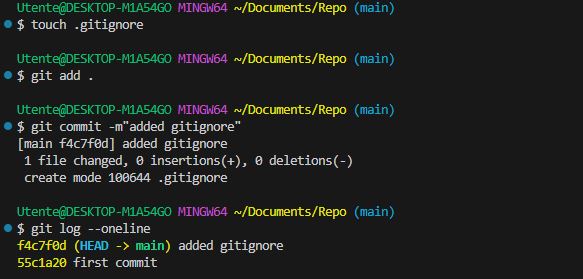 Utente@DESKTOP-M1A54GO MINGW64 ~/Documents/Repo (main)
$ touch .gitignore
Utente@DESKTOP-M1A54GO MINGW64 ~/Documents/Repo (main)
$ git add .
Utente@DESKTOP-M1A54GO MINGW64 ~/Documents/Repo (main)
$ git commit -m"added gitignore"
[main f4c7f0d] added gitignore
 1 file changed, 0 insertions(+), 0 deletions(-)
 create mode 100644 .gitignore
Utente@DESKTOP-M1A54GO MINGW64 ~/Documents/Repo (main)
$ git log --oneline
f4c7f0d (HEAD -> main) added gitignore
55c1a20 first commit